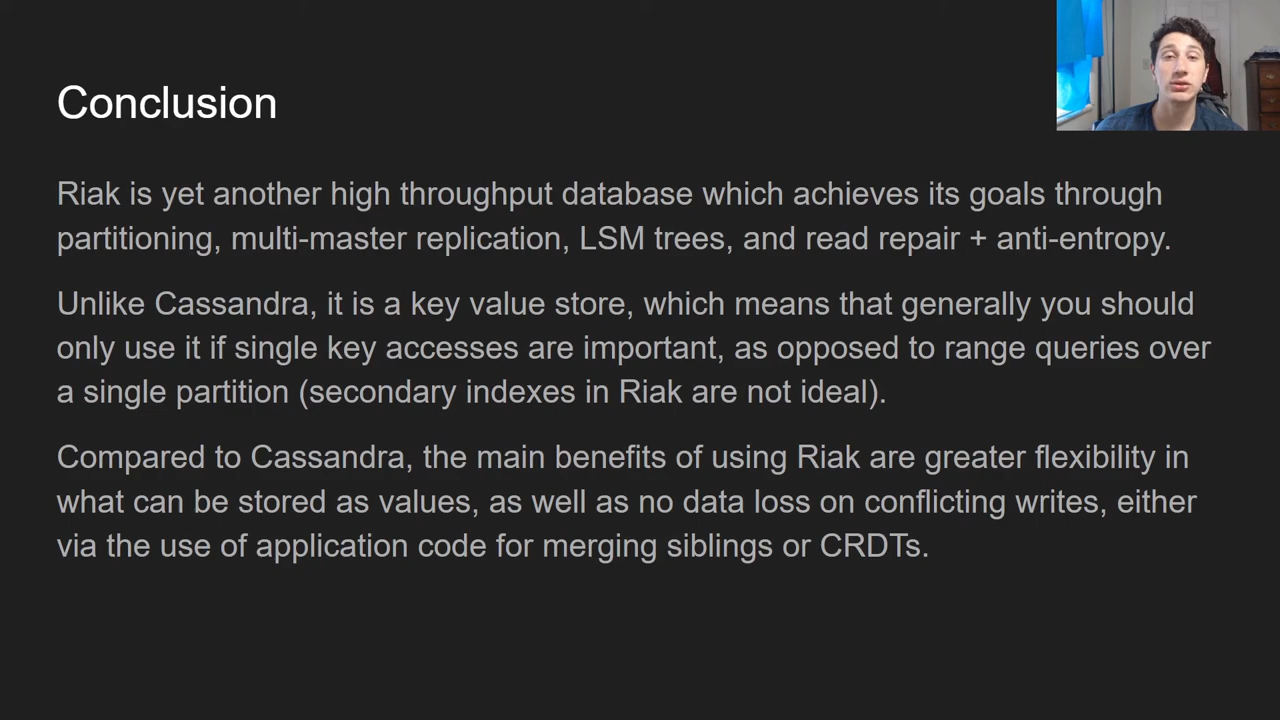 Conclusion
Riak is yet another high throughput database which achieves its goals through
partitioning, multi-master replication, LSM trees, and read repair + anti-entropy.
Unlike Cassandra, it is a key value store, which means that generally you should
only use it if single key accesses are important, as opposed to range queries over
a single partition (secondary indexes in Riak are not ideal).
Compared to Cassandra, the main benefits of using Riak are greater flexibility in
what can be stored as values, as well as no data loss on conflicting writes, either
via the use of application code for merging siblings or CRDTs.